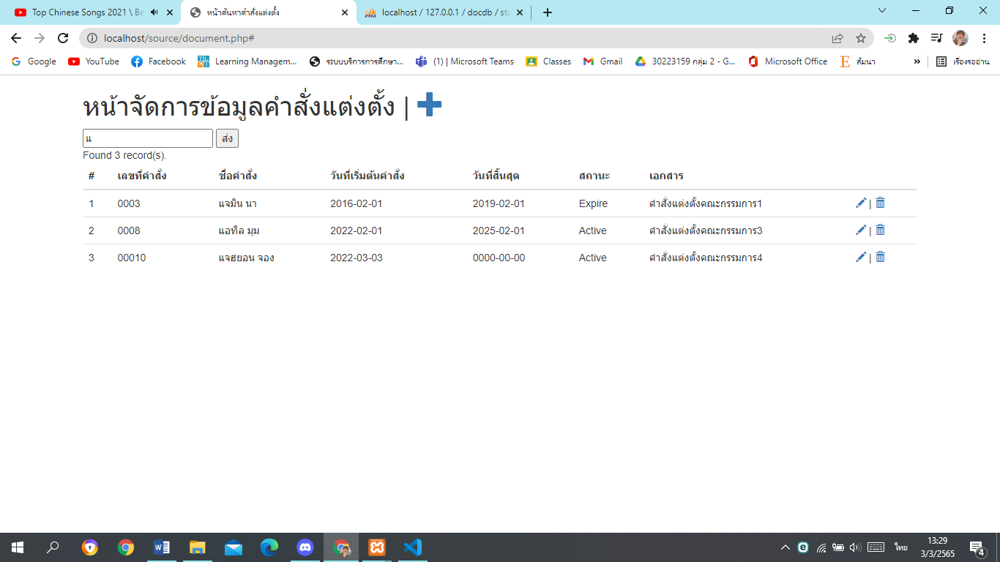 Top Chinese Songs 2021 \ Be
หน้าค้นหาคำสั่งแต่งตั้ง
localhost / 127.0.0.1 / docdb / sta
localhost/source/document.php#
Google YouTube Facebook Learning Managem... ระบบบริการการศึกษา... (1) | Microsoft Teams Classes Gmail 30223159 กลุ่ม 2 - G... Microsoft Office สัมนา » เรื่องรออ่าน
หน้าจัดการข้อมูลคำสั่งแต่งตั้ง |
แ ส่ง
Found 3 record(s).
# เลขที่คำสั่ง ชื่อคำสั่ง วันที่เริ่มต้นคำสั่ง วันที่สิ้นสุด สถานะ เอกสาร
1 0003 แจมิน นา 2016-02-01 2019-02-01 Expire คำสั่งแต่งตั้งคณะกรรมการ1 |
2 0008 แอทิล มุม 2022-02-01 2025-02-01 Active คำสั่งแต่งตั้งคณะกรรมการ3 |
3 00010 แจฮยอน จอง 2022-03-03 0000-00-00 Active คำสั่งแต่งตั้งคณะกรรมการ4 |
ไทย
13:29
3/3/2565
4